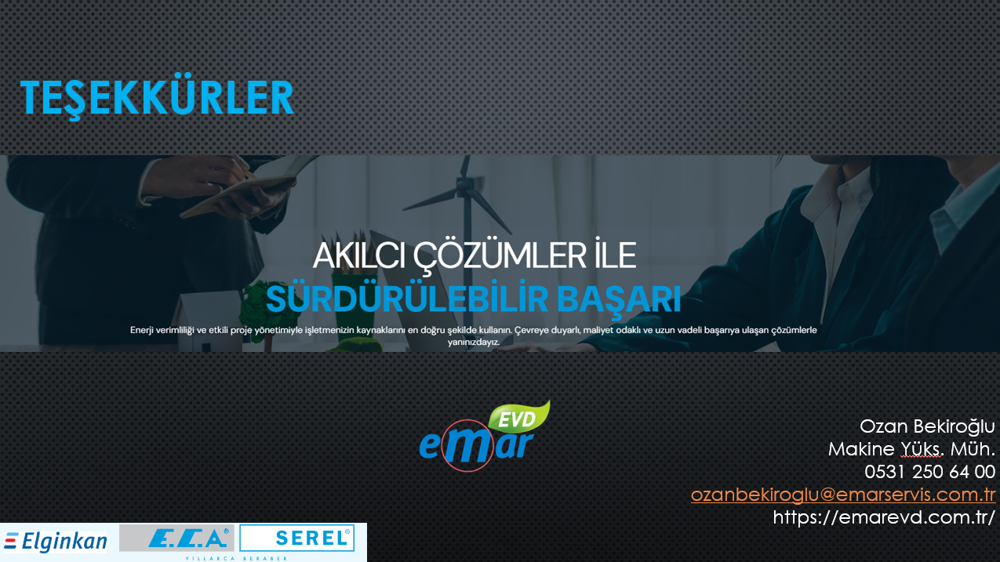 TEŞEKKÜRLER
AKILCI ÇÖZÜMLER İLE
SÜRDÜRÜLEBİLİR BAŞARI
Enerji verimliliği ve etkili proje yönetimiyle işletmenizin kaynaklarını en doğru şekilde kullanın. Çevreye duyarlı, maliyet odaklı ve uzun vadeli başarıya ulaşan çözümlerle
yanınızdayız.
emar EVD
Ozan Bekiroğlu
Makine Yüks. Müh.
0531 250 64 00
ozanbekiroglu@emarservis.com.tr
https://emarevd.com.tr/
Elginkan E.C.A® SEREL®
YILLARCA BERABER